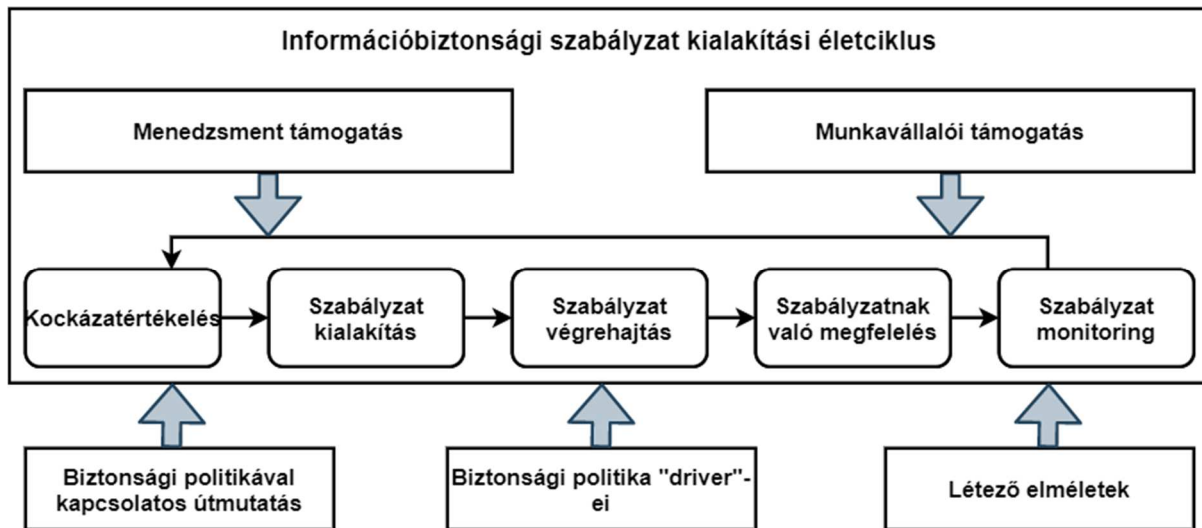 Információbiztonsági szabályzat kialakítási életciklus
Menedzsment támogatás
Munkavállalói támogatás
Kockázatértékelés
Szabályzat
kialakítás
Szabályzat
végrehajtás
Szabályzatnak
való megfelelés
Szabályzat
monitoring
Biztonsági politikával
kapcsolatos útmutatás
Biztonsági politika "driver"-
ei
Létező elméletek